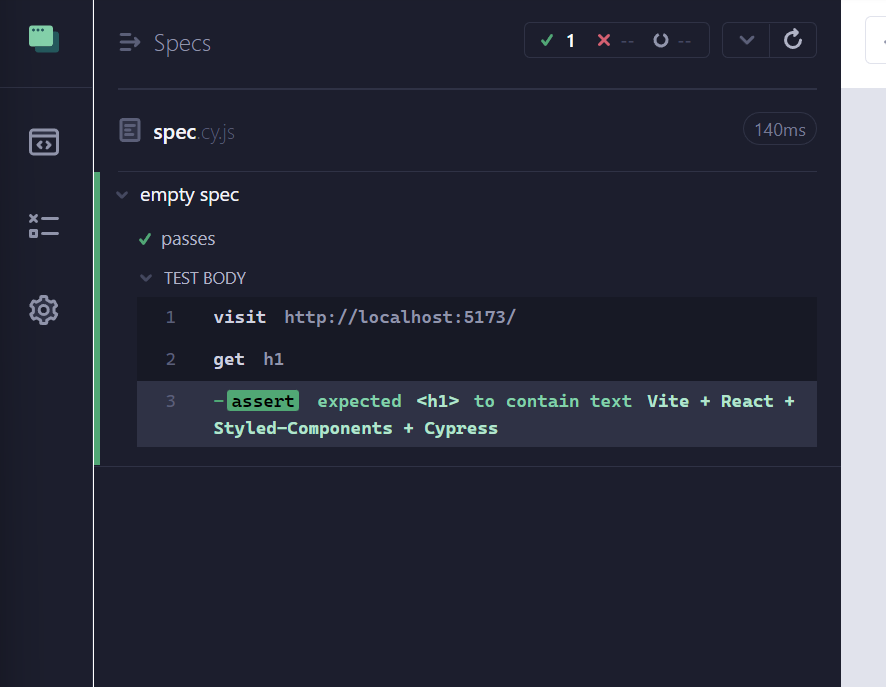 Specs
1 -- --
spec.cy.js
140ms
empty spec
passes
TEST BODY
1 visit http://localhost:5173/
2 get h1
3 -assert expected <h1> to contain text Vite + React +
Styled-Components + Cypress